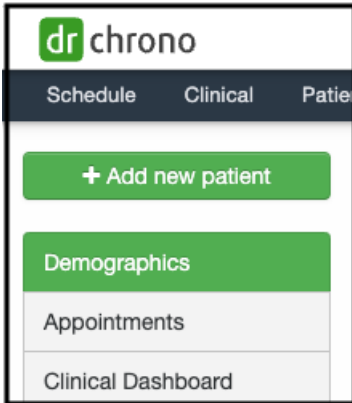 dr chrono
Schedule Clinical
+ Add new patient
Demographics
Appointments
Clinical Dashboard